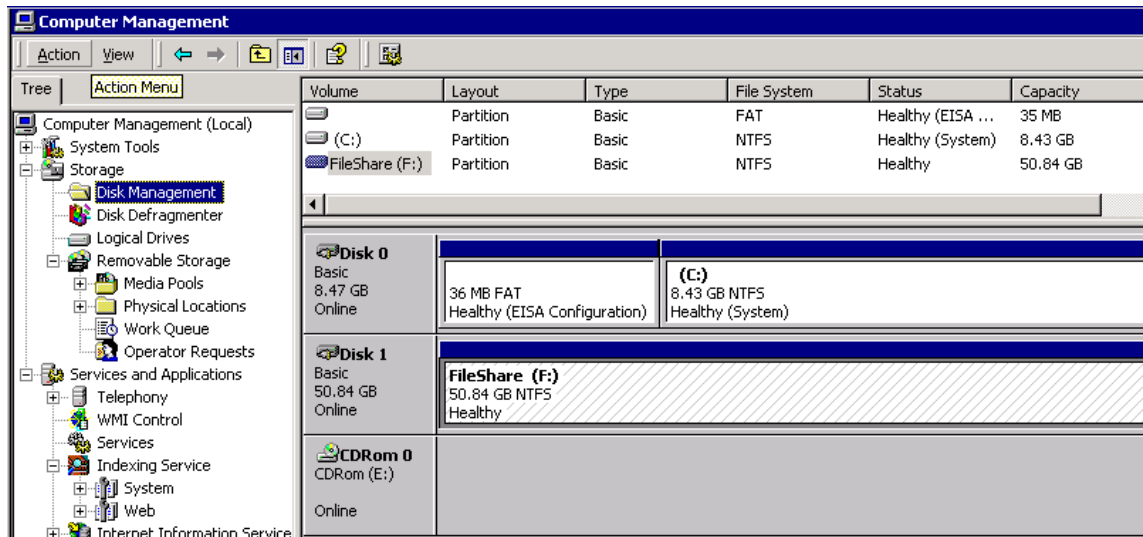 Computer Management
Action View
Tree
Action Menu
Computer Management (Local)
System Tools
Storage
Disk Management
Disk Defragmenter
Logical Drives
Removable Storage
Media Pools
Physical Locations
Work Queue
Operator Requests
Services and Applications
Telephony
WMI Control
Services
Indexing Service
System
Web
Internet Information Service
Volume Layout Type File System Status Capacity
Partition Basic FAT Healthy (EISA ... 35 MB
(C:) Partition Basic NTFS Healthy (System) 8.43 GB
FileShare (F:) Partition Basic NTFS Healthy 50.84 GB
Disk 0
Basic
8.47 GB
Online
36 MB FAT
Healthy (EISA Configuration)
(C:)
8.43 GB NTFS
Healthy (System)
Disk 1
Basic
50.84 GB
Online
FileShare (F:)
50.84 GB NTFS
Healthy
CDRom 0
CDRom (E:)
Online